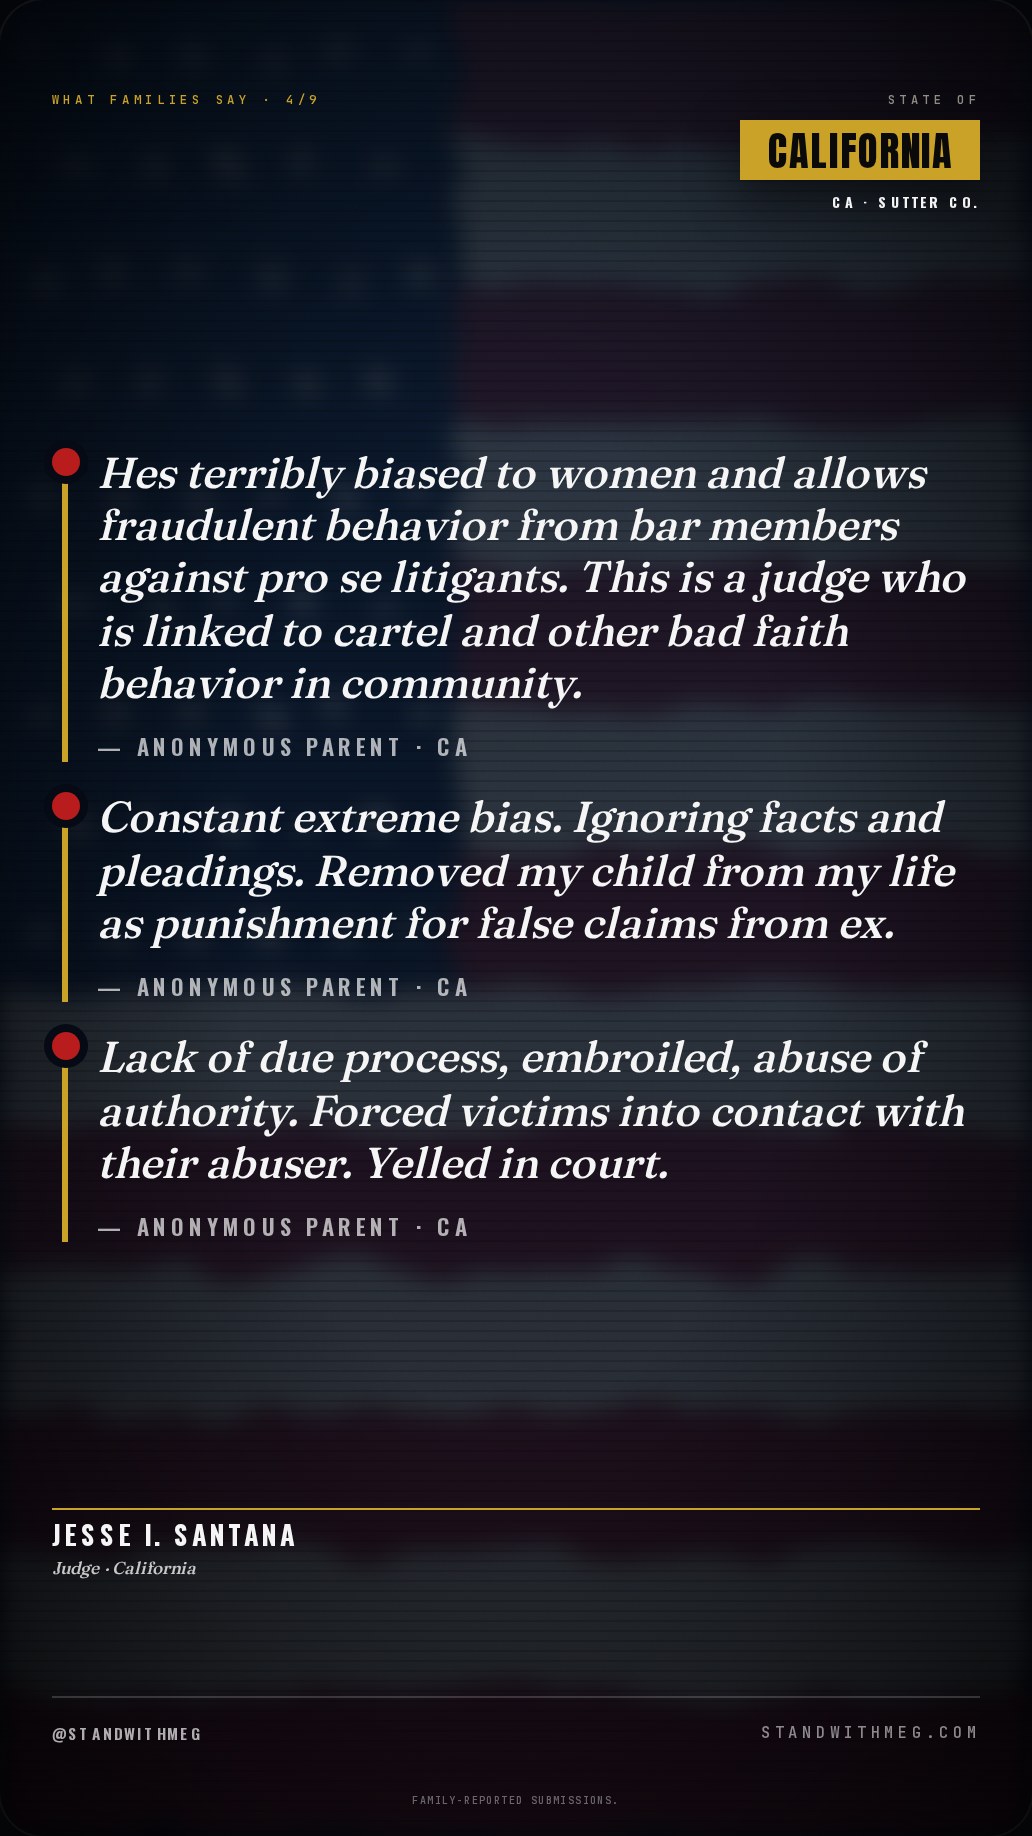 WHAT FAMILIES SAY · 4/9
STATE OF
CALIFORNIA
CA · SUTTER CO.
Hes terribly biased to women and allows
fraudulent behavior from bar members
against pro se litigants. This is a judge who
is linked to cartel and other bad faith
behavior in community.
— ANONYMOUS PARENT · CA
Constant extreme bias. Ignoring facts and
pleadings. Removed my child from my life
as punishment for false claims from ex.
— ANONYMOUS PARENT · CA
Lack of due process, embroiled, abuse of
authority. Forced victims into contact with
their abuser. Yelled in court.
— ANONYMOUS PARENT · CA
JESSE I. SANTANA
Judge · California
@STANDWITHMEG
STANDWITHMEG.COM
FAMILY-REPORTED SUBMISSIONS.